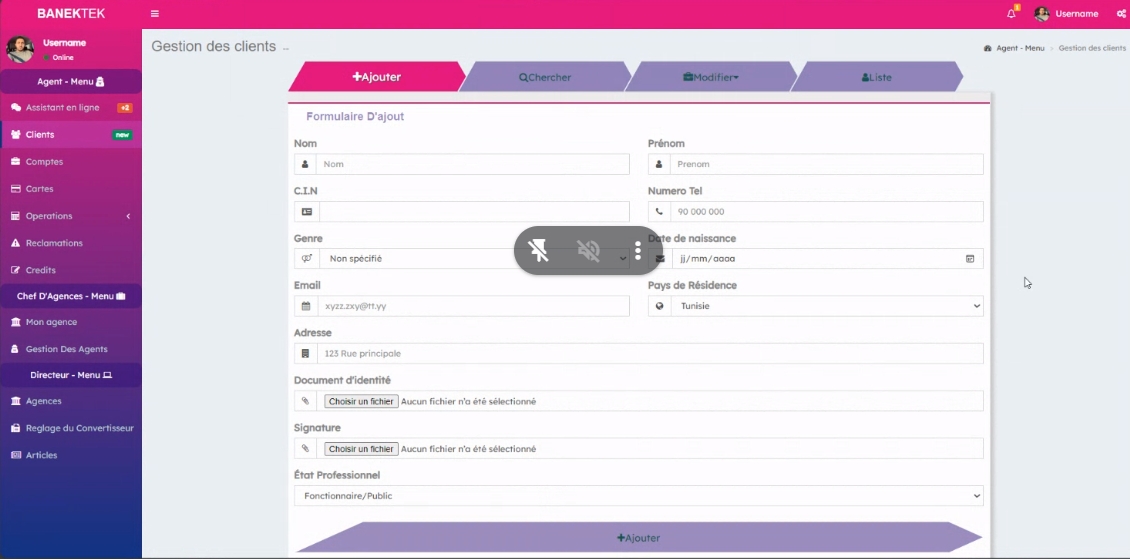 BANEKTEK
1
Username
Username
Online
Gestion des clients
Agent - Menu > Gestion des clients
Agent - Menu
Assistant en ligne +2
Clients new
Comptes
Cartes
Operations
Reclamations
Credits
Chef D'Agences - Menu
Mon agence
Gestion Des Agents
Directeur - Menu
Agences
Reglage du Convertisseur
Articles
+Ajouter
Chercher
Modifier
Liste
Formulaire D'ajout
Nom
Nom
Prénom
Prenom
C.I.N
Numero Tel
90 000 000
Genre
Non spécifié
Date de naissance
jj/mm/aaaa
Email
xyzz.zxy@tt.yy
Pays de Résidence
Tunisie
Adresse
123 Rue principale
Document d'identité
Choisir un fichier Aucun fichier n'a été sélectionné
Signature
Choisir un fichier Aucun fichier n'a été sélectionné
État Professionnel
Fonctionnaire/Public
+Ajouter